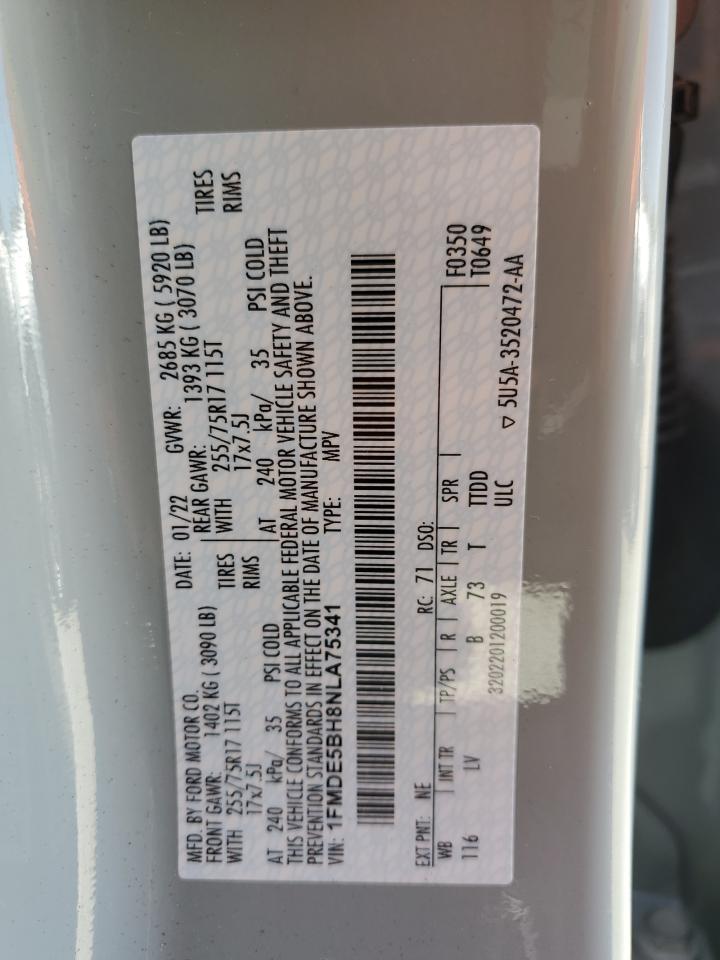 MFD. BY FORD MOTOR CO.
DATE: 01/22 GVWR: 2685 KG ( 5920 LB)
FRONT GAWR: 1402 KG ( 3090 LB)
REAR GAWR: 1393 KG ( 3070 LB)
WITH 255/75R17 115T TIRES
WITH 255/75R17 115T TIRES
17x7.5J RIMS
17x7.5J RIMS
AT 240 kPa/ 35 PSI COLD
AT 240 kPa/ 35 PSI COLD
THIS VEHICLE CONFORMS TO ALL APPLICABLE FEDERAL MOTOR VEHICLE SAFETY AND THEFT
PREVENTION STANDARDS IN EFFECT ON THE DATE OF MANUFACTURE SHOWN ABOVE.
VIN: 1FMDE5BH8NLA75341 TYPE: MPV
EXT PNT: NE RC: 71 DSO:
WB INT TR TP/PS R AXLE TR SPR F0350
116 LV B 73 T TTDD T0649
3202201200019 ULC
▽ 5U5A-3520472-AA